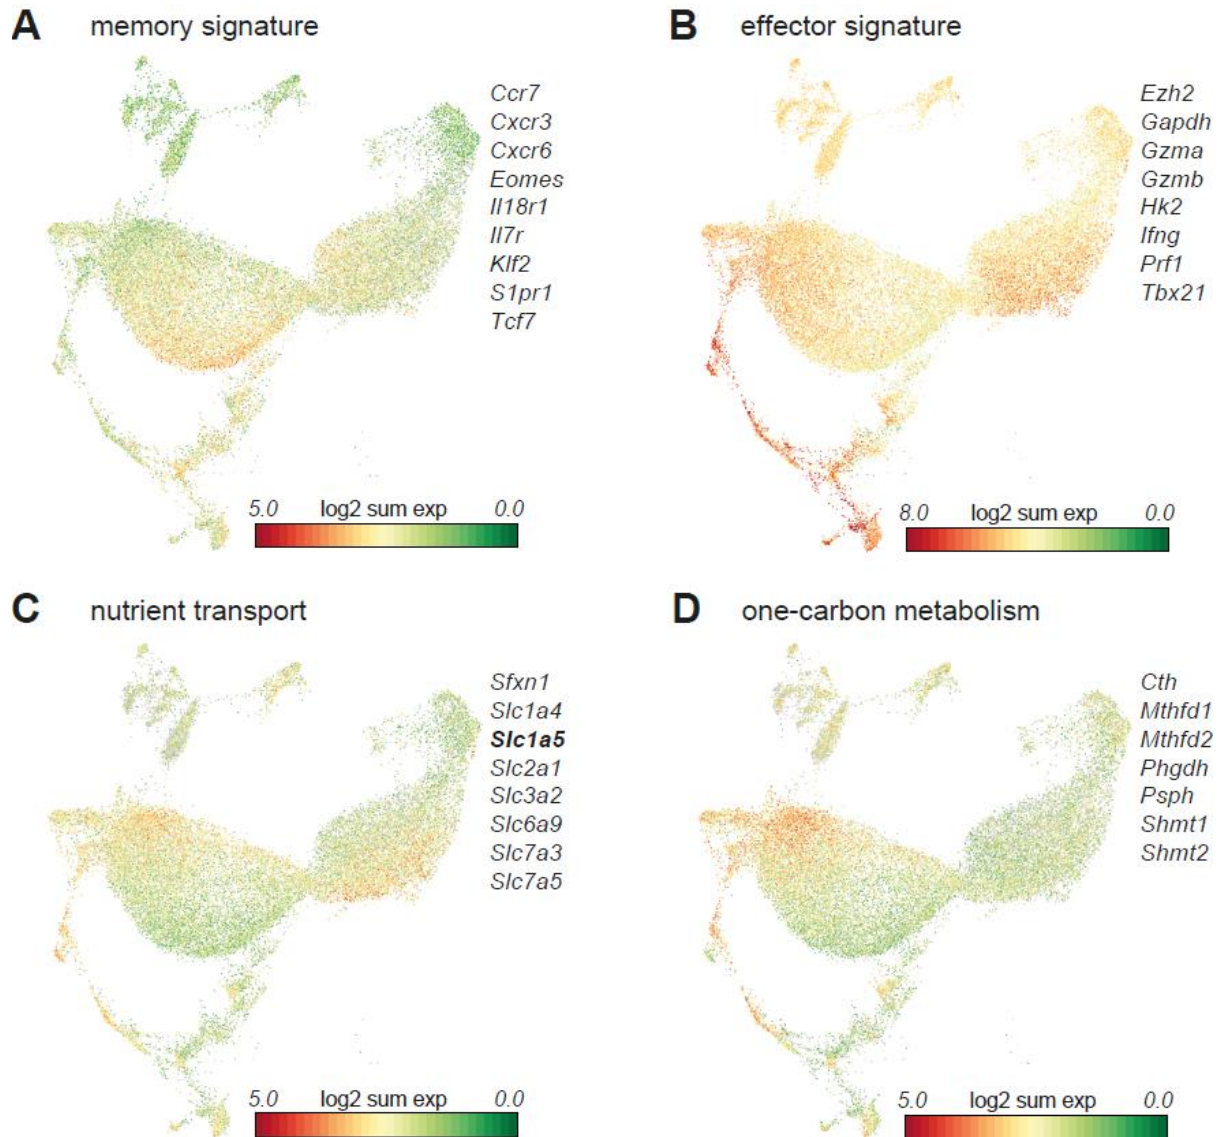 A memory signature
Ccr7
Cxcr3
Cxcr6
Eomes
Il18r1
Il7r
Klf2
S1pr1
Tcf7
5.0 log2 sum exp 0.0
B effector signature
Ezh2
Gapdh
Gzma
Gzmb
Hk2
Ifng
Prf1
Tbx21
8.0 log2 sum exp 0.0
C nutrient transport
Sfxn1
Slc1a4
Slc1a5
Slc2a1
Slc3a2
Slc6a9
Slc7a3
Slc7a5
5.0 log2 sum exp 0.0
D one-carbon metabolism
Cth
Mthfd1
Mthfd2
Phgdh
Psph
Shmt1
Shmt2
5.0 log2 sum exp 0.0